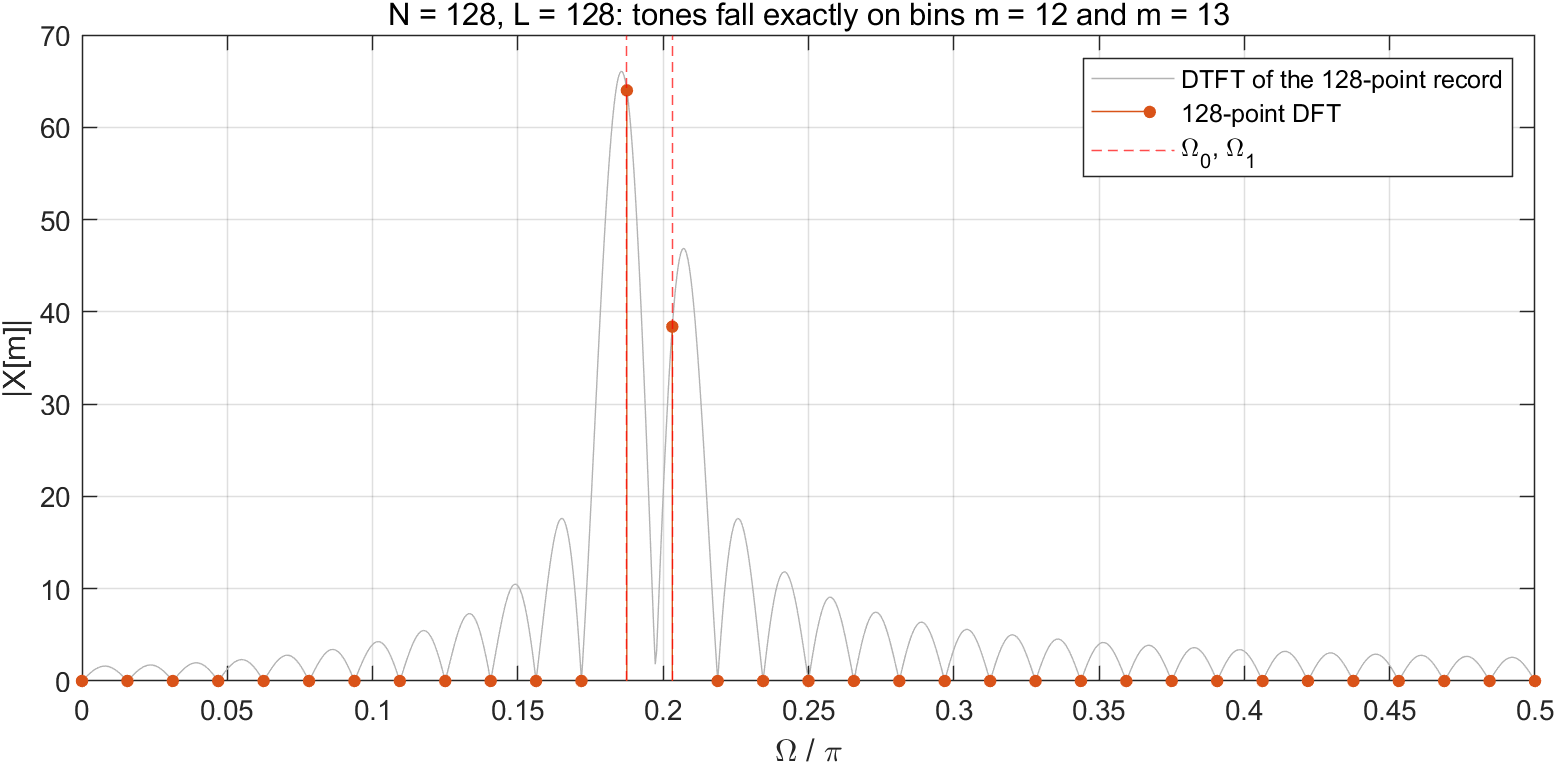 N = 128, L = 128: tones fall exactly on bins m = 12 and m = 13
70
60
50
40
30
20
10
0
|X[m]|
DTFT of the 128-point record
128-point DFT
Ω₀, Ω₁
0 0.05 0.1 0.15 0.2 0.25 0.3 0.35 0.4 0.45 0.5
Ω / π